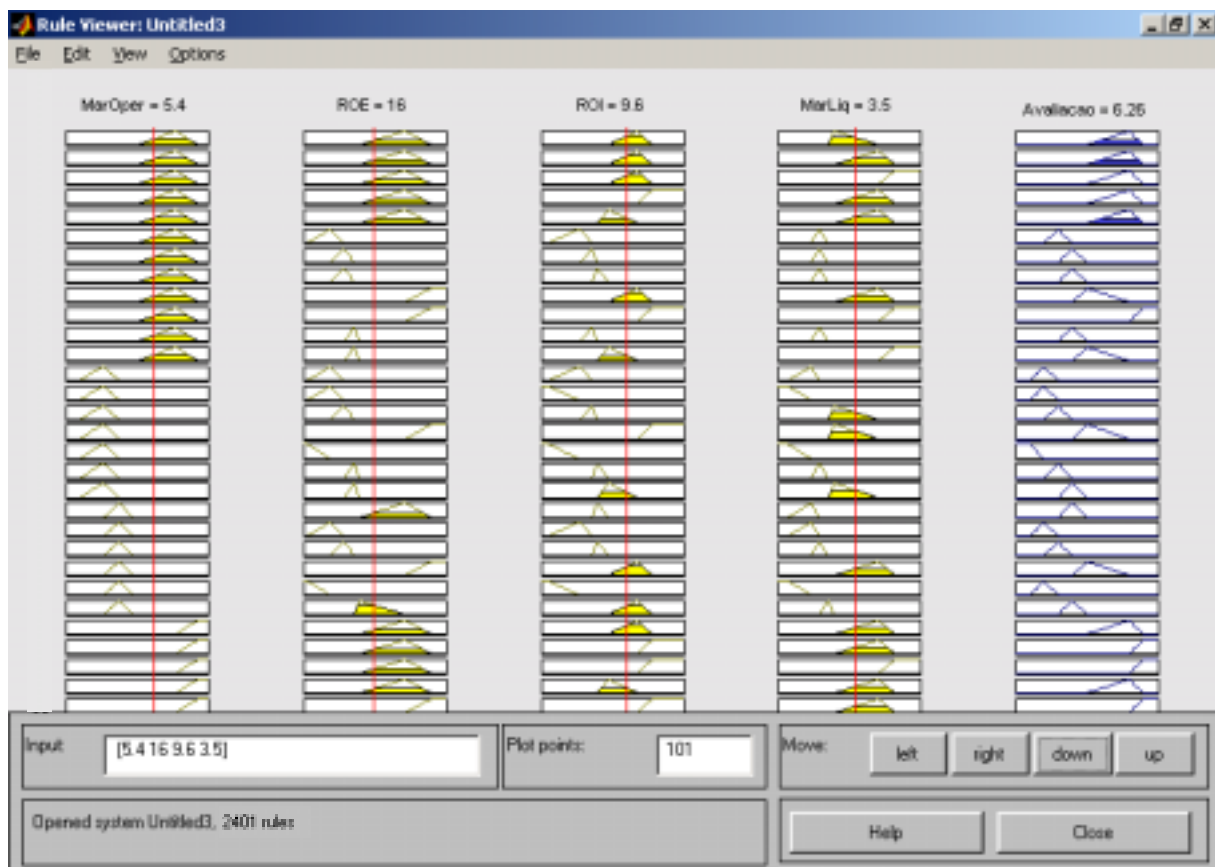 Rule Viewer: Untitled3
File Edit View Options
MarOper = 5.4
ROE = 16
ROI = 9.6
MarLiq = 3.5
Avaliacao = 6.26
Input:
[5.4 16 9.6 3.5]
Plot points:
101
Move:
left
right
down
up
Opened system Untitled3, 2401 rules
Help
Close